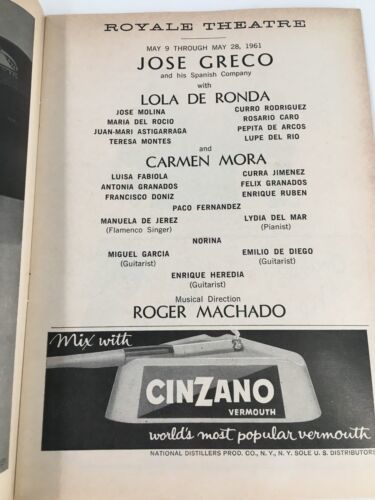 ROYALE THEATRE
MAY 9 THROUGH MAY 28, 1961
JOSE GRECO
and his Spanish Company
with
LOLA DE RONDA
JOSE MOLINA CURRO RODRIGUEZ
MARIA DEL ROCIO ROSARIO CARO
JUAN-MARI ASTIGARRAGA PEPITA DE ARCOS
TERESA MONTES LUPE DEL RIO
and
CARMEN MORA
LUISA FABIOLA CURRA JIMENEZ
ANTONIA GRANADOS FELIX GRANADOS
FRANCISCO DONIZ ENRIQUE RUBEN
PACO FERNANDEZ
MANUELA DE JEREZ LYDIA DEL MAR
(Flamenco Singer) (Pianist)
NORINA
MIGUEL GARCIA EMILIO DE DIEGO
(Guitarist) (Guitarist)
ENRIQUE HEREDIA
(Guitarist)
Musical Direction
ROGER MACHADO
Mix with
CINZANO
VERMOUTH
world's most popular vermouth
NATIONAL DISTILLERS PROD. CO., N.Y., N.Y. SOLE U. S. DISTRIBUTORS